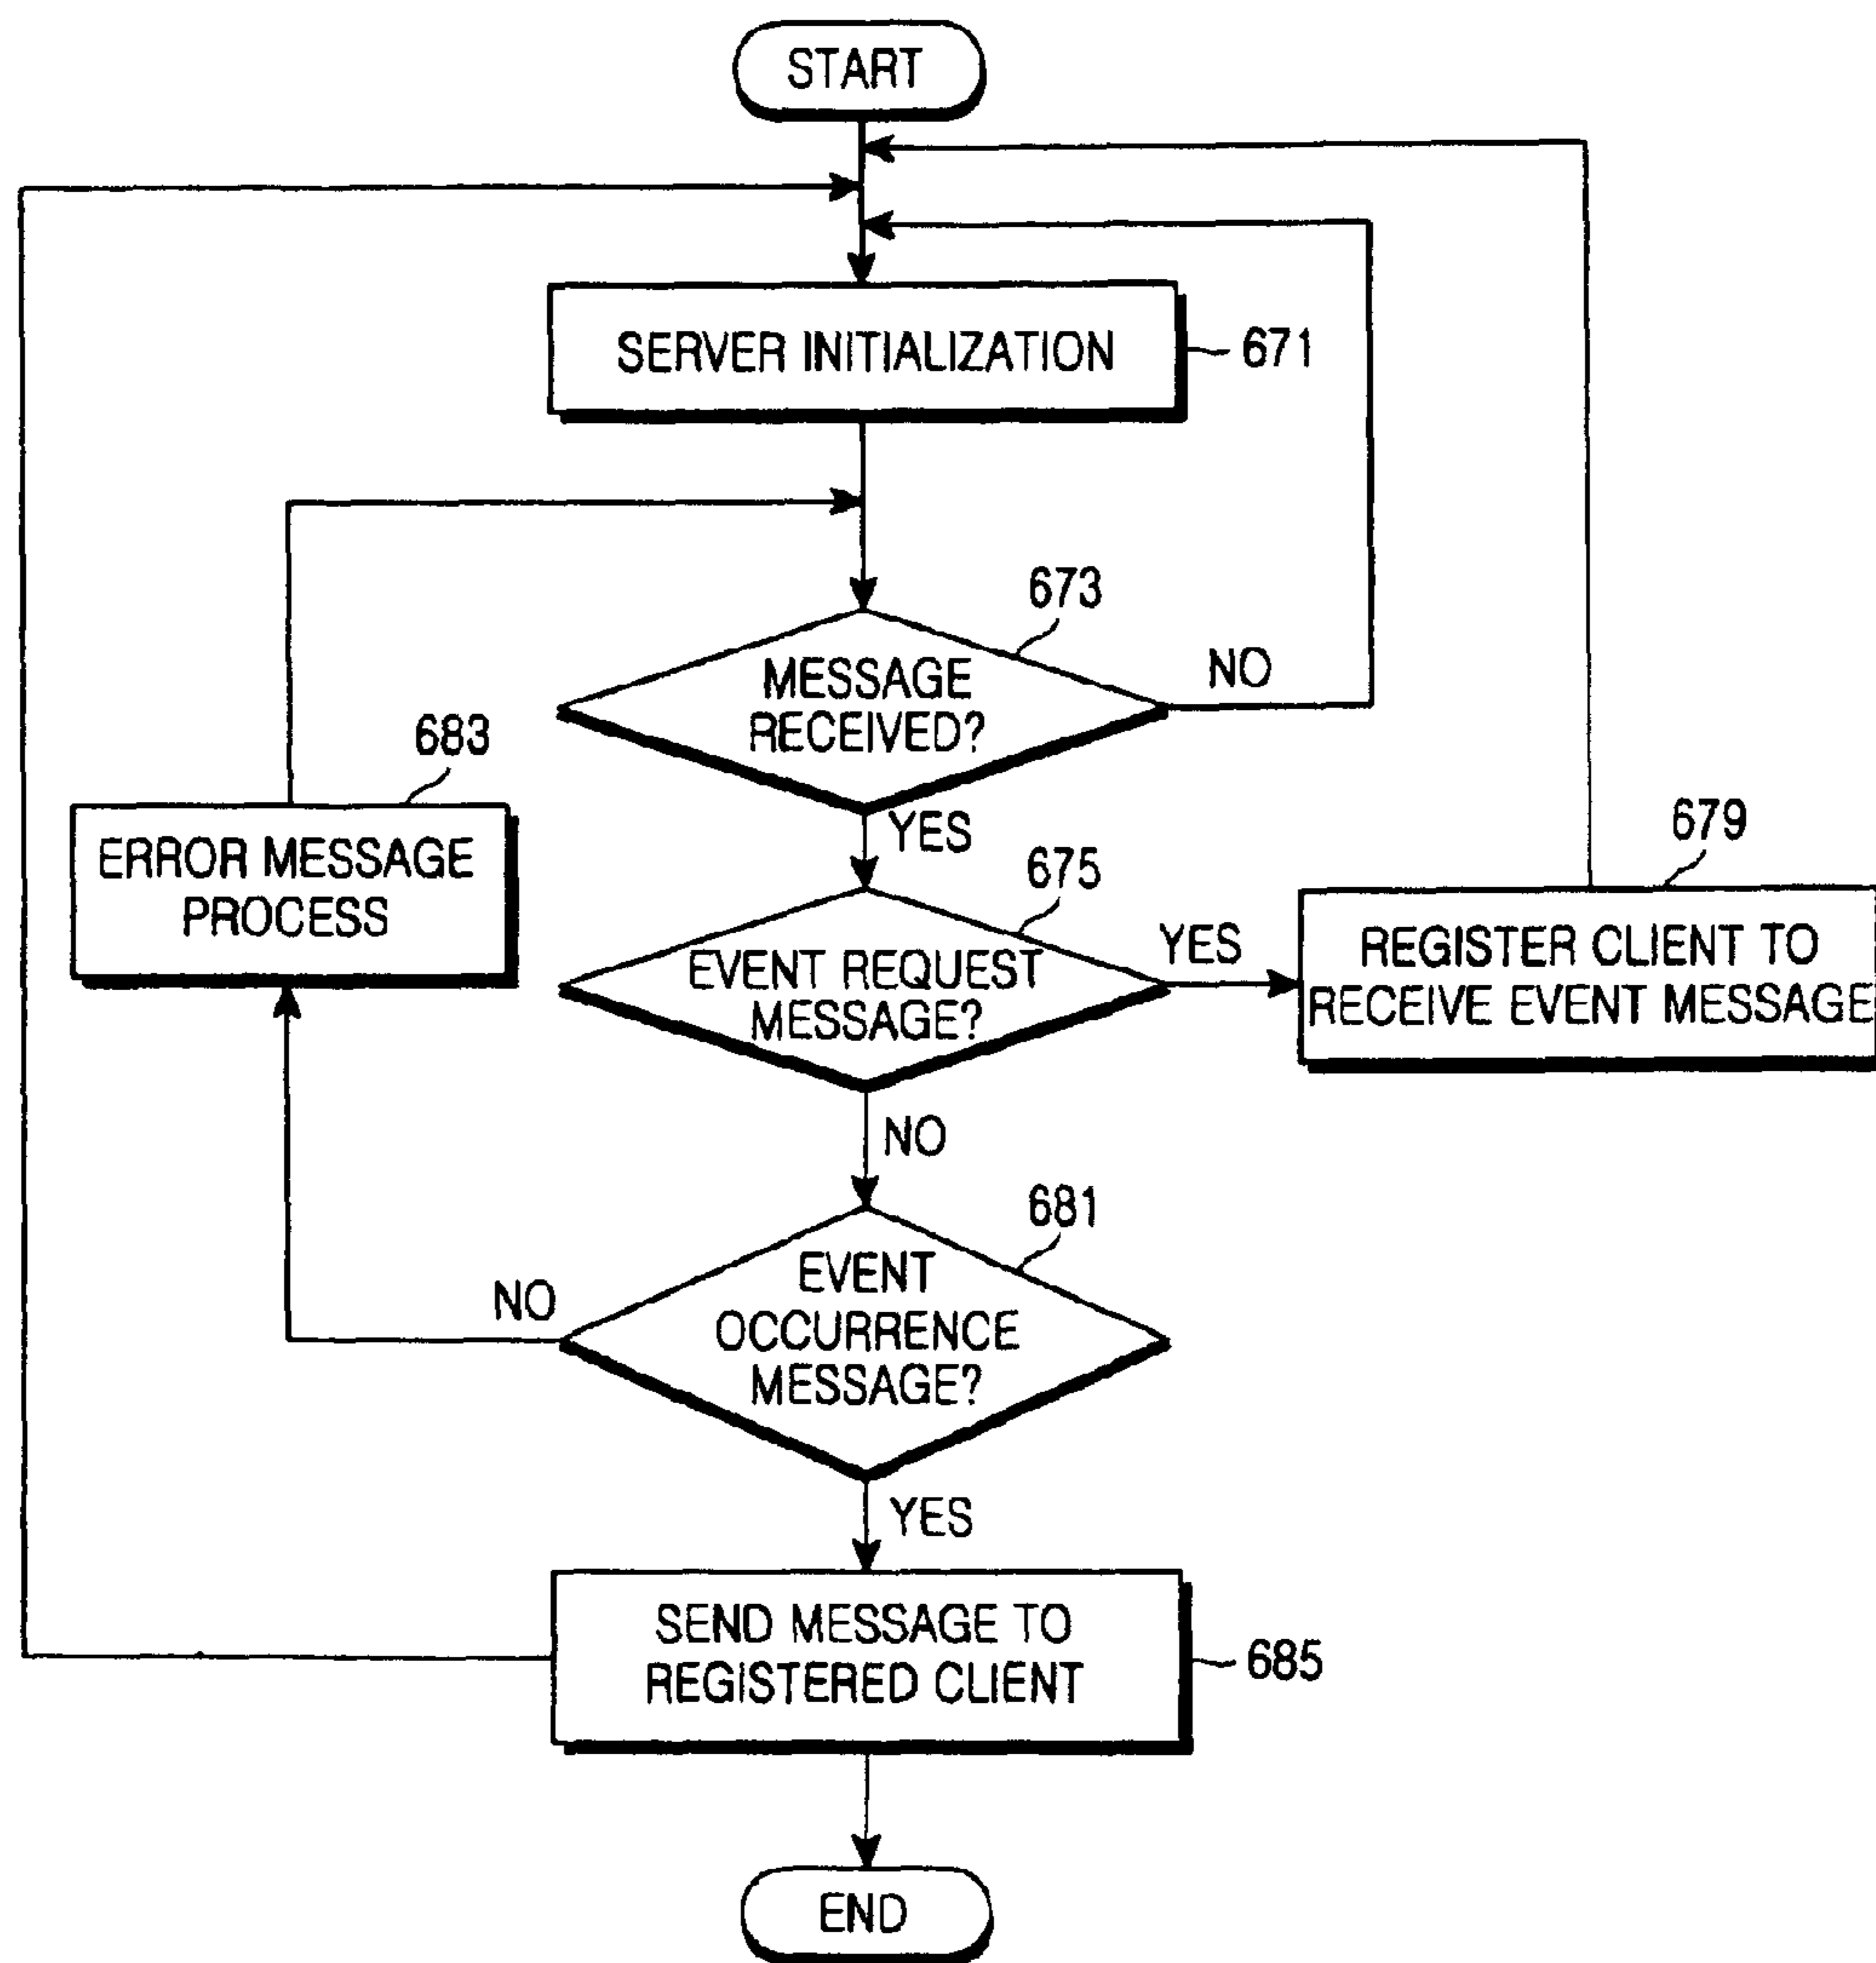 START
SERVER INITIALIZATION
671
673
MESSAGE
RECEIVED?
NO
683
YES
ERROR MESSAGE
PROCESS
675
679
EVENT REQUEST
MESSAGE?
YES
REGISTER CLIENT TO
RECEIVE EVENT MESSAGE
NO
681
EVENT
OCCURRENCE
MESSAGE?
NO
YES
SEND MESSAGE TO
REGISTERED CLIENT
685
END